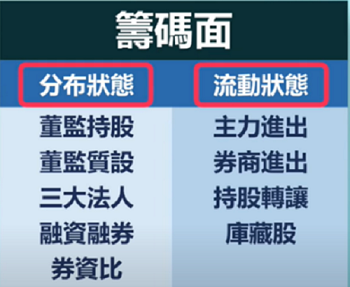 籌碼面
分布狀態 流動狀態
董監持股 主力進出
董監質設 券商進出
三大法人 持股轉讓
融資融券 庫藏股
券資比